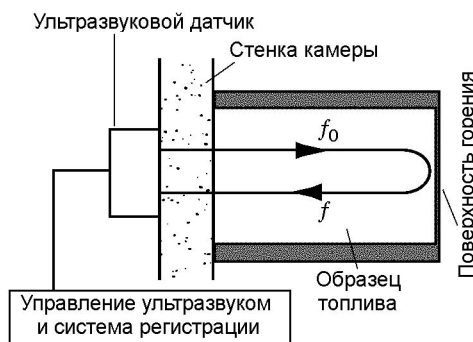 Ультразвуковой датчик
Стенка камеры
f₀
f
Поверхность горения
Образец
топлива
Управление ультразвуком
и система регистрации